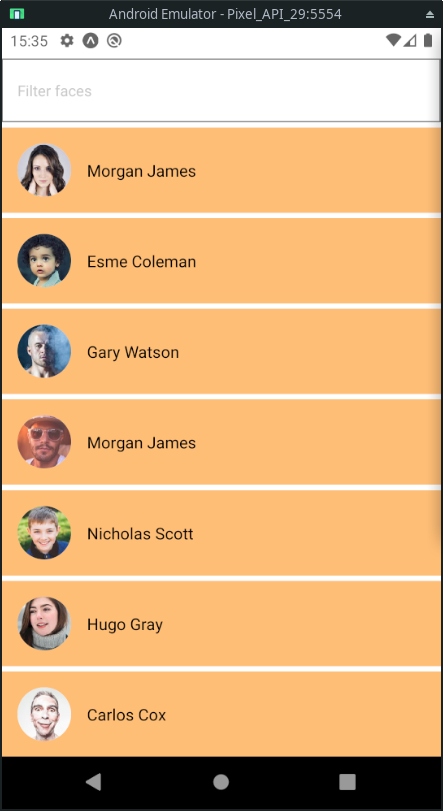 Android Emulator - Pixel_API_29:5554
15:35
Filter faces
Morgan James
Esme Coleman
Gary Watson
Morgan James
Nicholas Scott
Hugo Gray
Carlos Cox